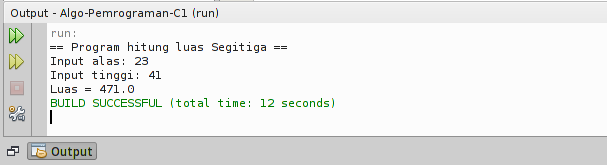 Output - Algo-Pemrograman-C1 (run)
run:
== Program hitung luas Segitiga ==
Input alas: 23
Input tinggi: 41
Luas = 471.0
BUILD SUCCESSFUL (total time: 12 seconds)
Output